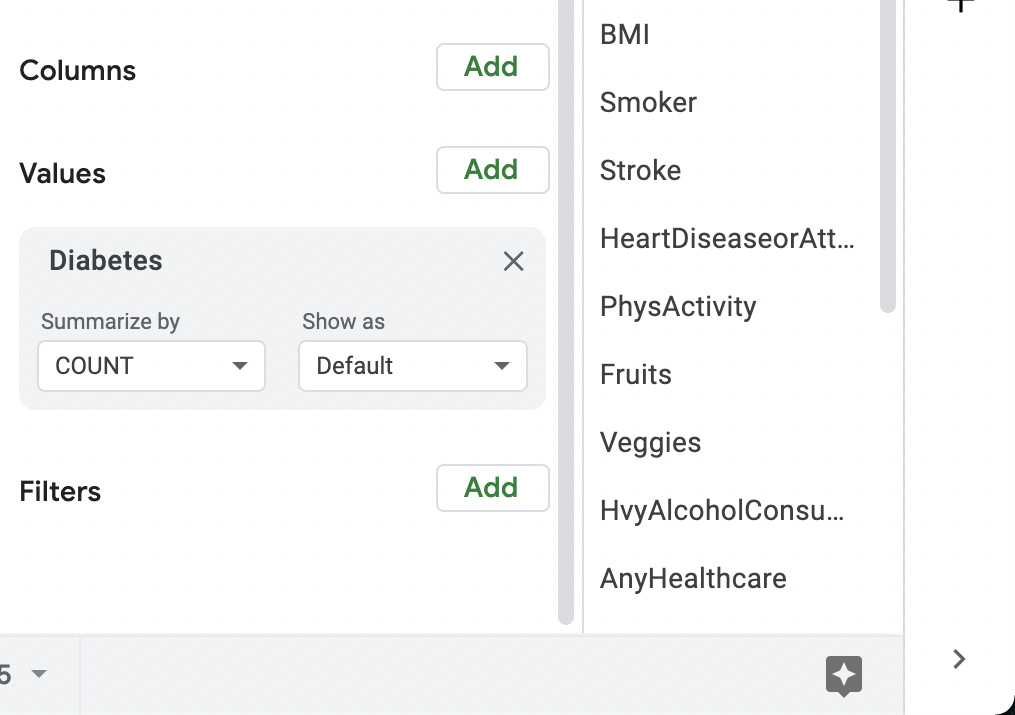 Columns
Add
Values
Add
Diabetes
Summarize by
Show as
COUNT
Default
Filters
Add
BMI
Smoker
Stroke
HeartDiseaseorAtt...
PhysActivity
Fruits
Veggies
HvyAlcoholConsu...
AnyHealthcare
5